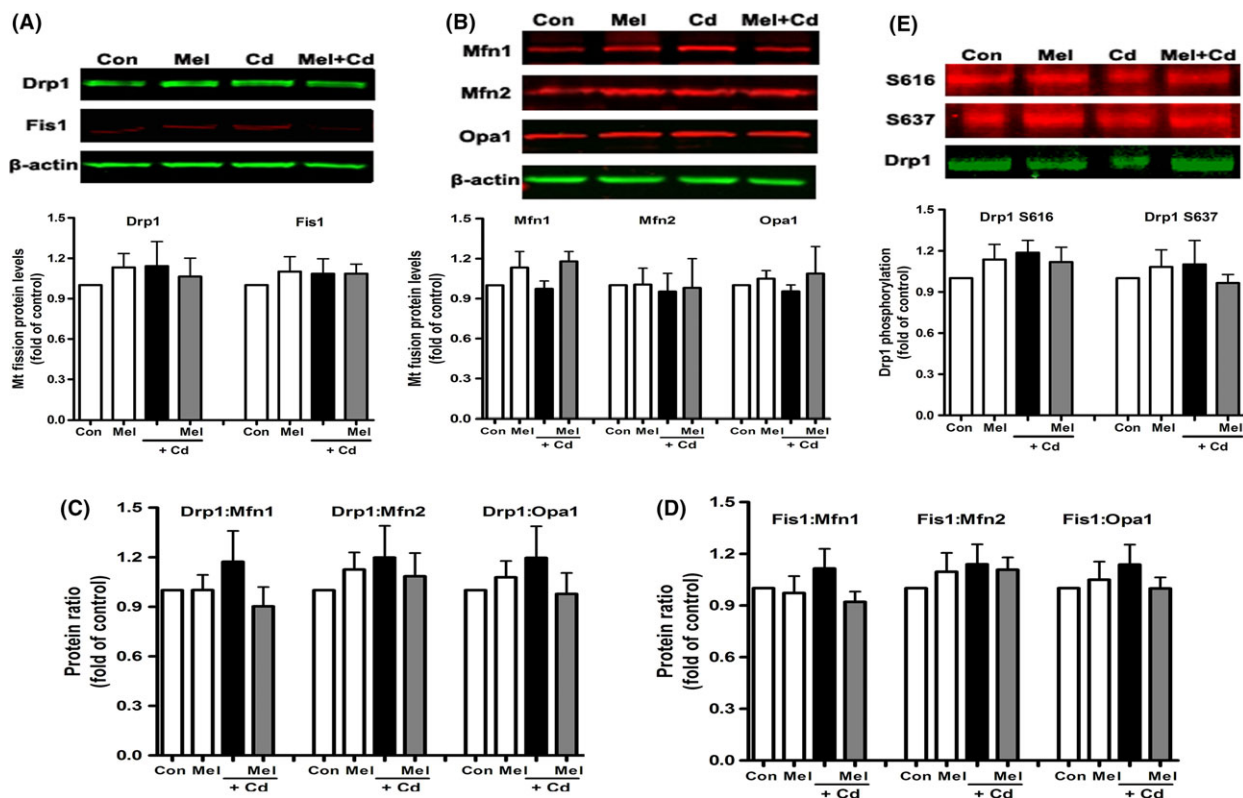 (A)
Con Mel Cd Mel+Cd
Drp1
Fis1
β-actin
Mt fission protein levels
(fold of control)
1.5
1.2
0.9
0.6
0.3
0.0
Drp1 Fis1
Con Mel Mel Con Mel Mel
+ Cd + Cd
(B)
Con Mel Cd Mel+Cd
Mfn1
Mfn2
Opa1
β-actin
Mt fusion protein levels
(fold of control)
1.5
1.2
0.9
0.6
0.3
0.0
Mfn1 Mfn2 Opa1
Con Mel Mel Con Mel Mel Con Mel Mel
+ Cd + Cd + Cd
(E)
Con Mel Cd Mel+Cd
S616
S637
Drp1
Drp1 phosphorylation
(fold of control)
1.5
1.2
0.9
0.6
0.3
0.0
Drp1 S616 Drp1 S637
Con Mel Mel Con Mel Mel
+ Cd + Cd
(C)
Protein ratio
(fold of control)
1.5
1.2
0.9
0.6
0.3
0.0
Drp1:Mfn1 Drp1:Mfn2 Drp1:Opa1
Con Mel Mel Con Mel Mel Con Mel Mel
+ Cd + Cd + Cd
(D)
Protein ratio
(fold of control)
1.5
1.2
0.9
0.6
0.3
0.0
Fis1:Mfn1 Fis1:Mfn2 Fis1:Opa1
Con Mel Mel Con Mel Mel Con Mel Mel
+ Cd + Cd + Cd